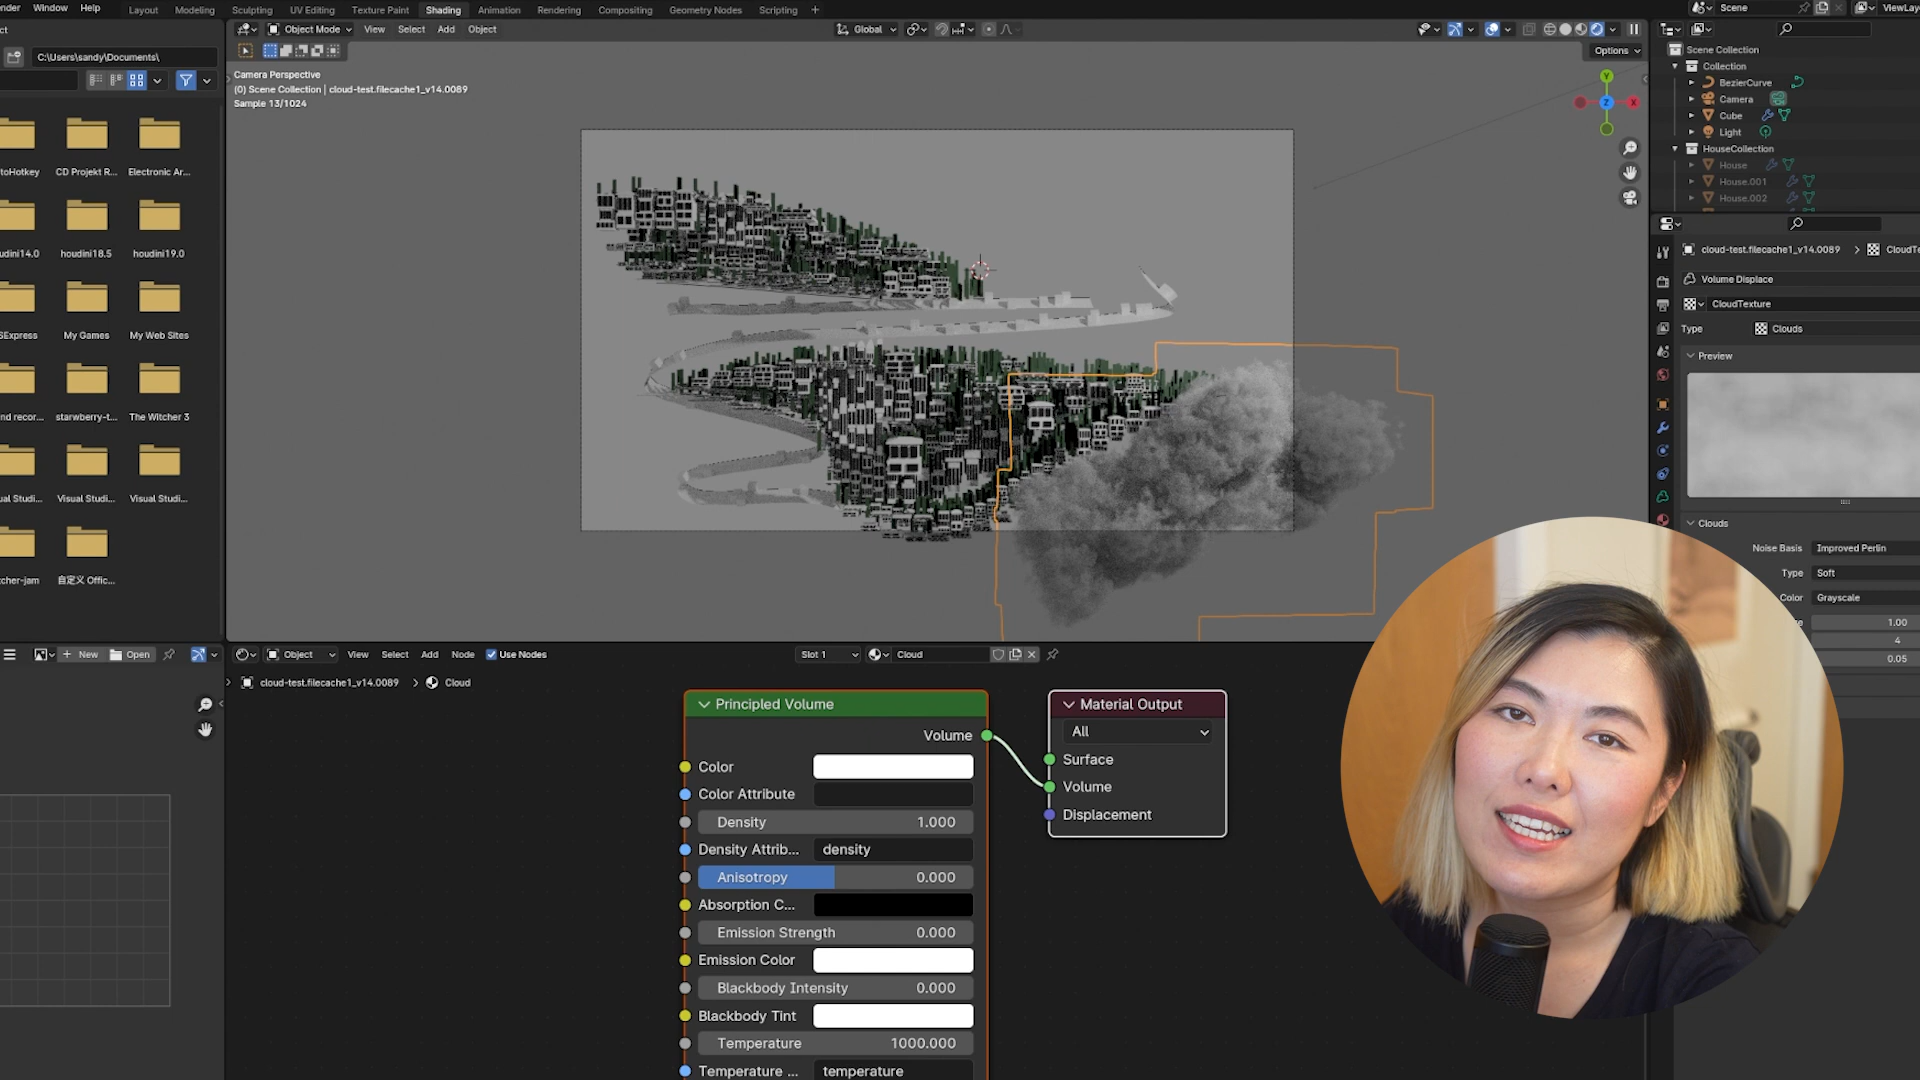 nder Window Help Layout Modeling Sculpting UV Editing Texture Paint Shading Animation Rendering Compositing Geometry Nodes Scripting + Scene ViewLay
ct Object Mode View Select Add Object Global
C:\Users\sandy\Documents\
Options
Camera Perspective
(0) Scene Collection | cloud-test.filecache1_v14.0089
Sample 13/1024
Y
Z
X
toHotkey CD Projekt R... Electronic Ar...
udini14.0 houdini18.5 houdini19.0
SExpress My Games My Web Sites
nd recor... starwberry-t... The Witcher 3
ual Studi... Visual Studi... Visual Studi...
tcher-jam 自定义 Offic...
Scene Collection
Collection
BezierCurve
Camera
Cube
Light
HouseCollection
House
House.001
House.002
cloud-test.filecache1_v14.0089 > CloudTe
Volume Displace
CloudTexture
Type Clouds
Preview
Clouds
Noise Basis Improved Perlin
Type Soft
Color Grayscale
1.00
4
0.05
+ New Open
Object View Select Add Node Use Nodes Slot 1 Cloud
cloud-test.filecache1_v14.0089 > Cloud
Principled Volume
Volume
Color
Color Attribute
Density 1.000
Density Attrib... density
Anisotropy 0.000
Absorption C...
Emission Strength 0.000
Emission Color
Blackbody Intensity 0.000
Blackbody Tint
Temperature 1000.000
Temperature ... temperature
Material Output
All
Surface
Volume
Displacement